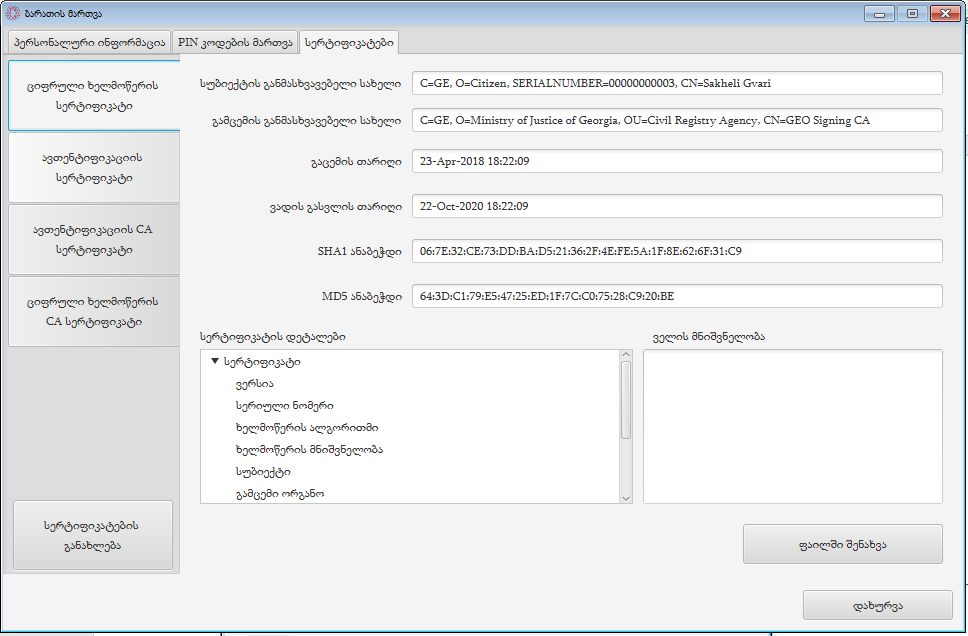 ბარათის მართვა
პერსონალური ინფორმაცია
PIN კოდების მართვა
სერტიფიკატები
ციფრული ხელმოწერის
სერტიფიკატი
ავთენტიფიკაციის
სერტიფიკატი
ავთენტიფიკაციის CA
სერტიფიკატი
ციფრული ხელმოწერის
CA სერტიფიკატი
სერტიფიკატების
განახლება
სუბიექტის განმასხვავებელი სახელი
C=GE, O=Citizen, SERIALNUMBER=00000000003, CN=Sakheli Gvari
გამცემის განმასხვავებელი სახელი
C=GE, O=Ministry of Justice of Georgia, OU=Civil Registry Agency, CN=GEO Signing CA
გაცემის თარიღი
23-Apr-2018 18:22:09
ვადის გასვლის თარიღი
22-Oct-2020 18:22:09
SHA1 ანაბეჭდი
06:7E:32:CE:73:DD:BA:D5:21:36:2F:4E:FE:5A:1F:8E:62:6F:31:C9
MD5 ანაბეჭდი
64:3D:C1:79:E5:47:25:ED:1F:7C:C0:75:28:C9:20:BE
სერტიფიკატის დეტალები
სერტიფიკატი
ვერსია
სერიული ნომერი
ხელმოწერის ალგორითმი
ხელმოწერის მნიშვნელობა
სუბიექტი
გამცემი ორგანო
ველის მნიშვნელობა
ფაილში შენახვა
დახურვა